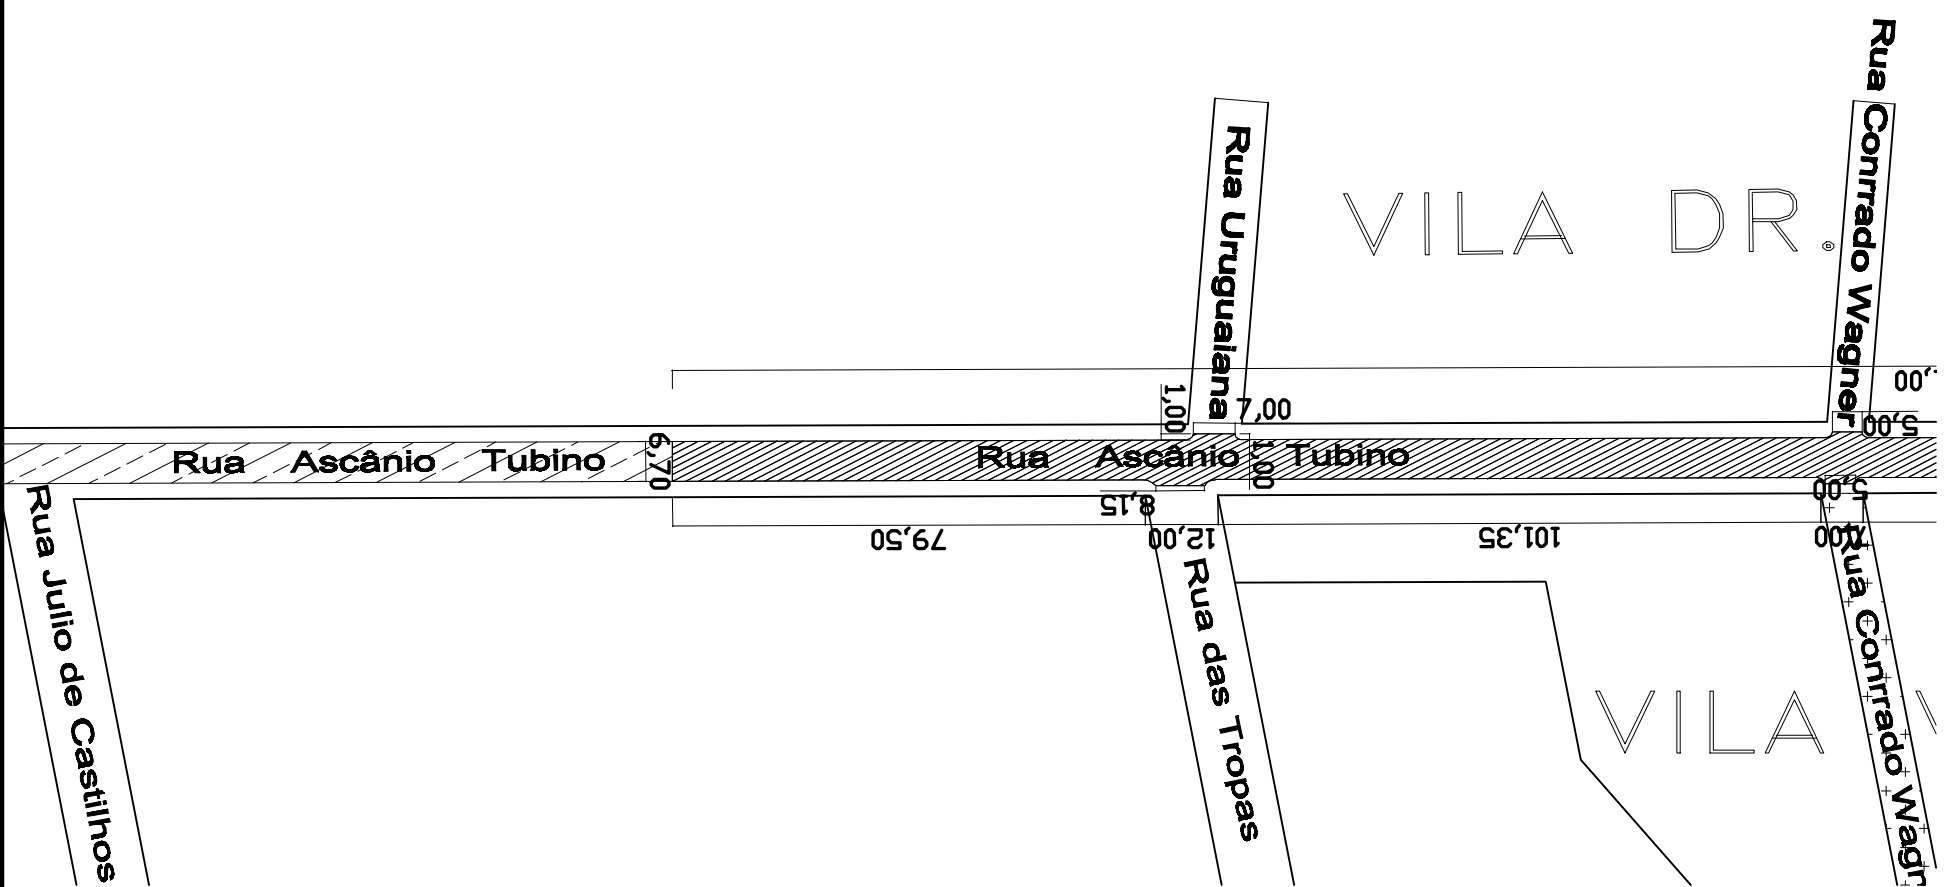 Rua Conrrado Wagner
Rua Uruguaiana
VILA DR.
1,00
7,00
5,00
6,70
Rua Ascânio Tubino
Rua Ascânio Tubino
1,00
8,15
5,00
79,50
12,00
101,35
7,00
Rua Julio de Castilhos
Rua das Tropas
Rua Conrrado Wagn
VILA